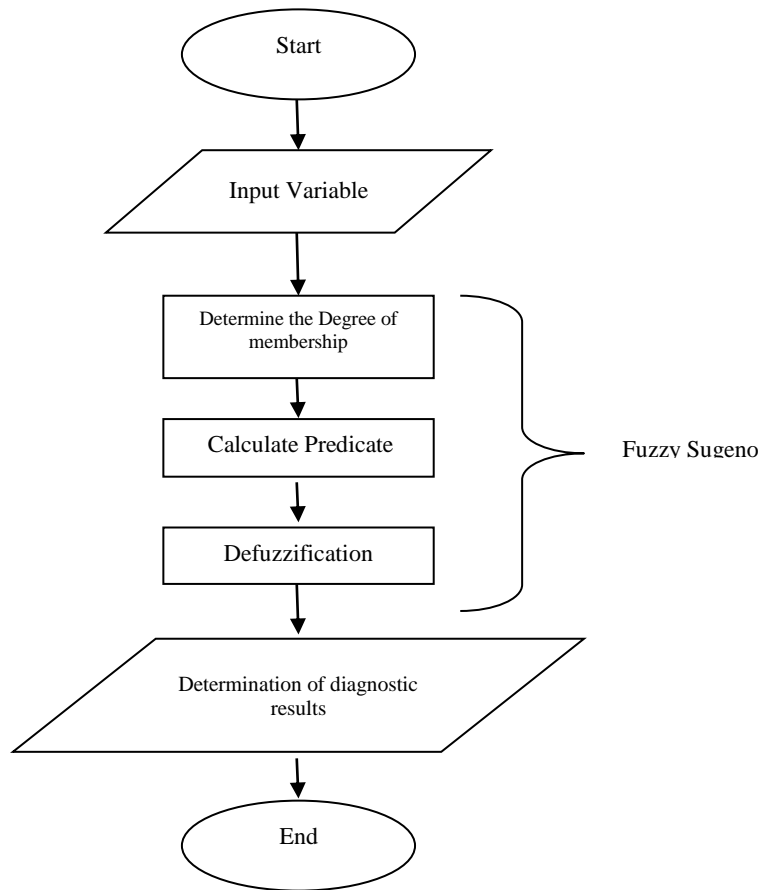 Start
Input Variable
Determine the Degree of
membership
Calculate Predicate
Fuzzy Sugeno
Defuzzification
Determination of diagnostic
results
End